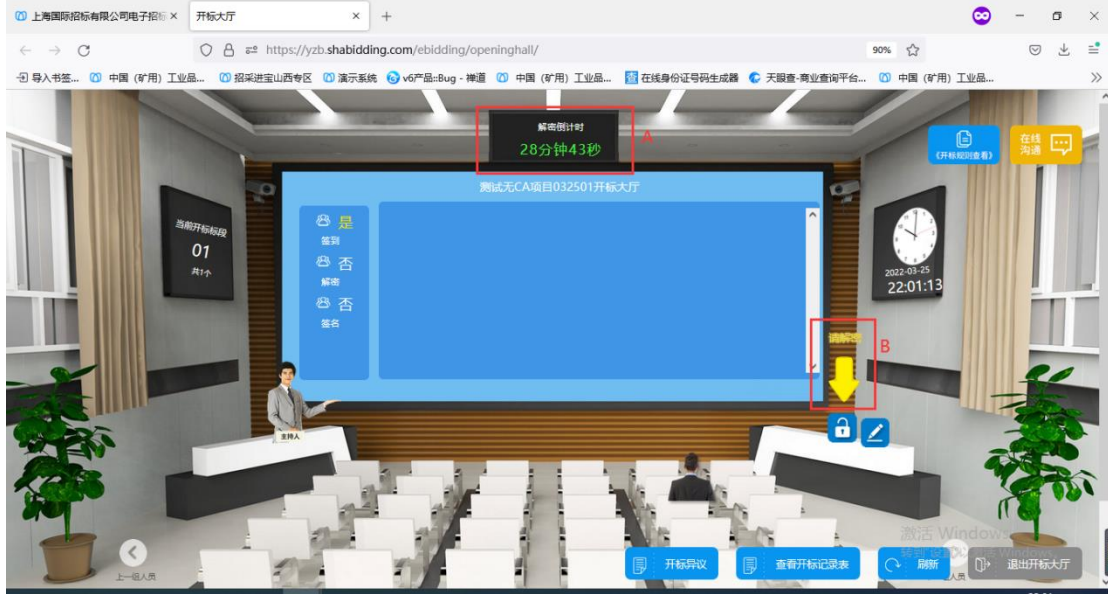 上海国际招标有限公司电子招标
开标大厅
https://yzb.shabidding.com/ebidding/openinghall/
90%
导入书签... 中国（矿用）工业品... 招采进宝山西专区 演示系统 v6产品::Bug - 禅道 中国（矿用）工业品... 在线身份证号码生成器 天眼查-商业查询平台... 中国（矿用）工业品...
解密倒计时
28分钟43秒
A
《开标规则查看》
在线
沟通
测试无CA项目032501开标大厅
当前开标标段
01
共1个
是
签到
否
解密
否
签名
2022-03-25
22:01:13
请解密
B
主持人
上一组人员
激活 Windows
开标异议
查看开标记录表
刷新
退出开标大厅